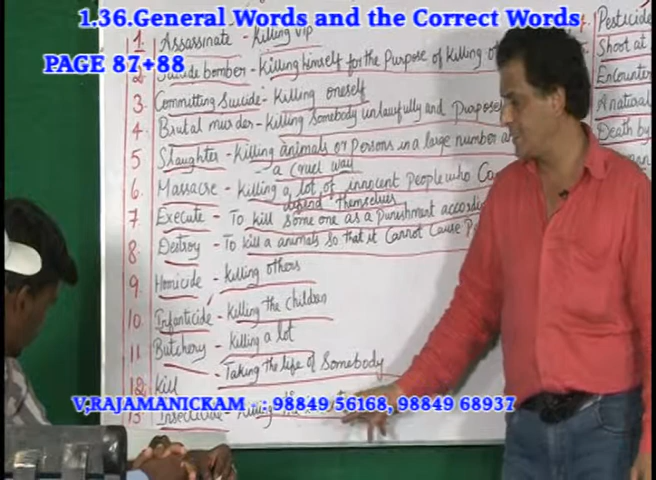 1.36.General Words and the Correct Words
PAGE 87+88
1 Assassinate - Killing vip
2 Suicide bomber - Killing himself for the Purpose of Killing
3 Committing Suicide - Killing oneself
4 Brutal murder - Killing Somebody unlawfully and Purposely
5 Slaughter - Killing animals or Persons in a large number
a Cruel way
6 Massacre - Killing a lot of innocent People who
defend themselves
7 Execute - To kill some one as a Punishment
8 Destroy - To kill a animals so that it Cannot Cause
9 Homicide - Killing others
10 Infanticide - Killing the children
11 Butchery - Killing a lot
12 Kill - Taking the life of Somebody
13 Insecticide - Killing the
V;RAJAMANICKAM - : 98849 56168, 98849 68937
Pesticide
Shoot at
Encounter
Death by